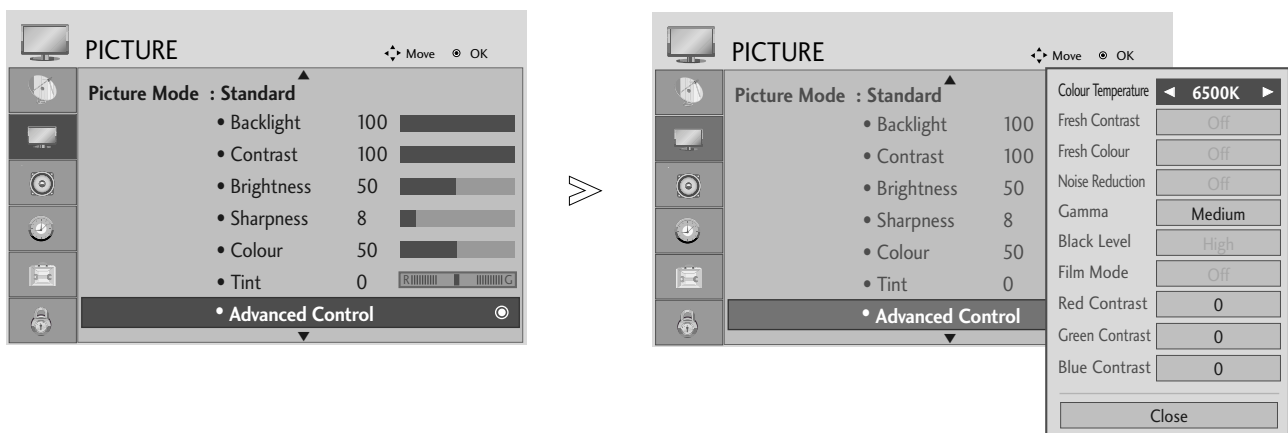 PICTURE
Move OK
Picture Mode : Standard
• Backlight 100
• Contrast 100
• Brightness 50
• Sharpness 8
• Colour 50
• Tint 0 R G
• Advanced Control
PICTURE
Move OK
Picture Mode : Standard
• Backlight 100
• Contrast 100
• Brightness 50
• Sharpness 8
• Colour 50
• Tint 0
• Advanced Control
Colour Temperature 6500K
Fresh Contrast Off
Fresh Colour Off
Noise Reduction Off
Gamma Medium
Black Level High
Film Mode Off
Red Contrast 0
Green Contrast 0
Blue Contrast 0
Close